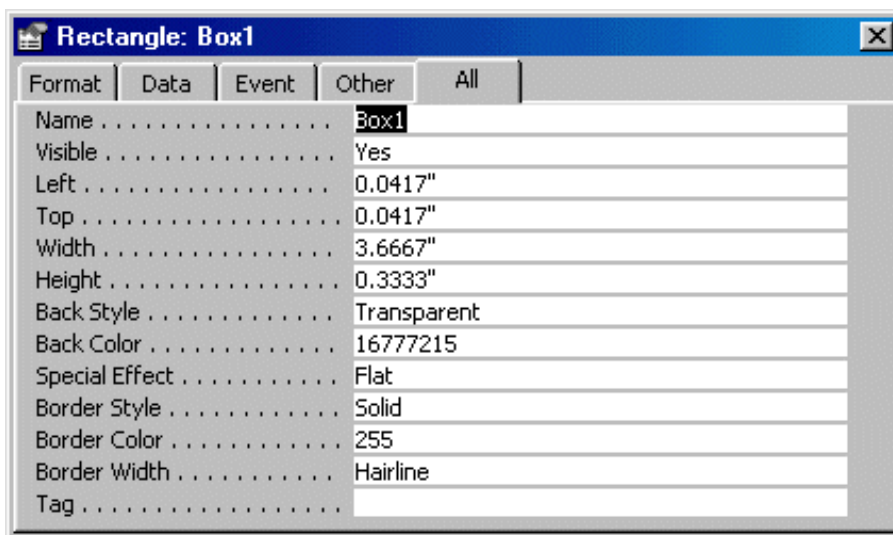 Rectangle: Box1
Format Data Event Other All
Name . . . . . . . . . . . . . . . . . Box1
Visible . . . . . . . . . . . . . . . . . Yes
Left . . . . . . . . . . . . . . . . . . 0.0417"
Top . . . . . . . . . . . . . . . . . . . 0.0417"
Width . . . . . . . . . . . . . . . . . 3.6667"
Height . . . . . . . . . . . . . . . . . 0.3333"
Back Style . . . . . . . . . . . . . Transparent
Back Color . . . . . . . . . . . . . 16777215
Special Effect . . . . . . . . . . . Flat
Border Style . . . . . . . . . . . . Solid
Border Color . . . . . . . . . . . . 255
Border Width . . . . . . . . . . . Hairline
Tag . . . . . . . . . . . . . . . . . . .